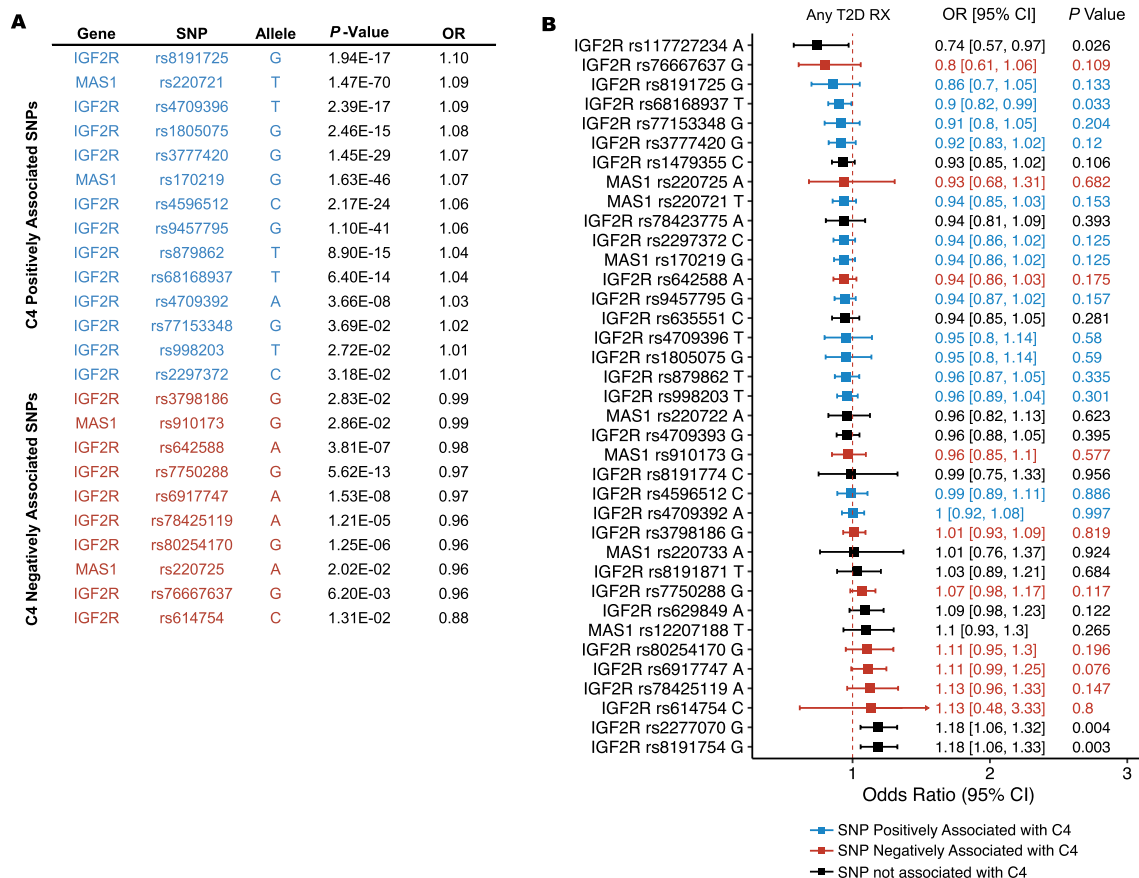 A
Gene SNP Allele P-Value OR
C4 Positively Associated SNPs
IGF2R rs8191725 G 1.94E-17 1.10
MAS1 rs220721 T 1.47E-70 1.09
IGF2R rs4709396 T 2.39E-17 1.09
IGF2R rs1805075 G 2.46E-15 1.08
IGF2R rs3777420 G 1.45E-29 1.07
MAS1 rs170219 G 1.63E-46 1.07
IGF2R rs4596512 C 2.17E-24 1.06
IGF2R rs9457795 G 1.10E-41 1.06
IGF2R rs879862 T 8.90E-15 1.04
IGF2R rs68168937 T 6.40E-14 1.04
IGF2R rs4709392 A 3.66E-08 1.03
IGF2R rs77153348 G 3.69E-02 1.02
IGF2R rs998203 T 2.72E-02 1.01
IGF2R rs2297372 C 3.18E-02 1.01
C4 Negatively Associated SNPs
IGF2R rs3798186 G 2.83E-02 0.99
MAS1 rs910173 G 2.86E-02 0.99
IGF2R rs642588 A 3.81E-07 0.98
IGF2R rs7750288 G 5.62E-13 0.97
IGF2R rs6917747 A 1.53E-08 0.97
IGF2R rs78425119 A 1.21E-05 0.96
IGF2R rs80254170 G 1.25E-06 0.96
MAS1 rs220725 A 2.02E-02 0.96
IGF2R rs76667637 G 6.20E-03 0.96
IGF2R rs614754 C 1.31E-02 0.88
B
Any T2D RX OR [95% CI] P Value
IGF2R rs117727234 A 0.74 [0.57, 0.97] 0.026
IGF2R rs76667637 G 0.8 [0.61, 1.06] 0.109
IGF2R rs8191725 G 0.86 [0.7, 1.05] 0.133
IGF2R rs68168937 T 0.9 [0.82, 0.99] 0.033
IGF2R rs77153348 G 0.91 [0.8, 1.05] 0.204
IGF2R rs3777420 G 0.92 [0.83, 1.02] 0.12
IGF2R rs1479355 C 0.93 [0.85, 1.02] 0.106
MAS1 rs220725 A 0.93 [0.68, 1.31] 0.682
MAS1 rs220721 T 0.94 [0.85, 1.03] 0.153
IGF2R rs78423775 A 0.94 [0.81, 1.09] 0.393
IGF2R rs2297372 C 0.94 [0.86, 1.02] 0.125
MAS1 rs170219 G 0.94 [0.86, 1.02] 0.125
IGF2R rs642588 A 0.94 [0.86, 1.03] 0.175
IGF2R rs9457795 G 0.94 [0.87, 1.02] 0.157
IGF2R rs635551 C 0.94 [0.85, 1.05] 0.281
IGF2R rs4709396 T 0.95 [0.8, 1.14] 0.58
IGF2R rs1805075 G 0.95 [0.8, 1.14] 0.59
IGF2R rs879862 T 0.96 [0.87, 1.05] 0.335
IGF2R rs998203 T 0.96 [0.89, 1.04] 0.301
MAS1 rs220722 A 0.96 [0.82, 1.13] 0.623
IGF2R rs4709393 G 0.96 [0.88, 1.05] 0.395
MAS1 rs910173 G 0.96 [0.85, 1.1] 0.577
IGF2R rs8191774 C 0.99 [0.75, 1.33] 0.956
IGF2R rs4596512 C 0.99 [0.89, 1.11] 0.886
IGF2R rs4709392 A 1 [0.92, 1.08] 0.997
IGF2R rs3798186 G 1.01 [0.93, 1.09] 0.819
MAS1 rs220733 A 1.01 [0.76, 1.37] 0.924
IGF2R rs8191871 T 1.03 [0.89, 1.21] 0.684
IGF2R rs7750288 G 1.07 [0.98, 1.17] 0.117
IGF2R rs629849 A 1.09 [0.98, 1.23] 0.122
MAS1 rs12207188 T 1.1 [0.93, 1.3] 0.265
IGF2R rs80254170 G 1.11 [0.95, 1.3] 0.196
IGF2R rs6917747 A 1.11 [0.99, 1.25] 0.076
IGF2R rs78425119 A 1.13 [0.96, 1.33] 0.147
IGF2R rs614754 C 1.13 [0.48, 3.33] 0.8
IGF2R rs2277070 G 1.18 [1.06, 1.32] 0.004
IGF2R rs8191754 G 1.18 [1.06, 1.33] 0.003
1 2 3
Odds Ratio (95% CI)
SNP Positively Associated with C4
SNP Negatively Associated with C4
SNP not associated with C4